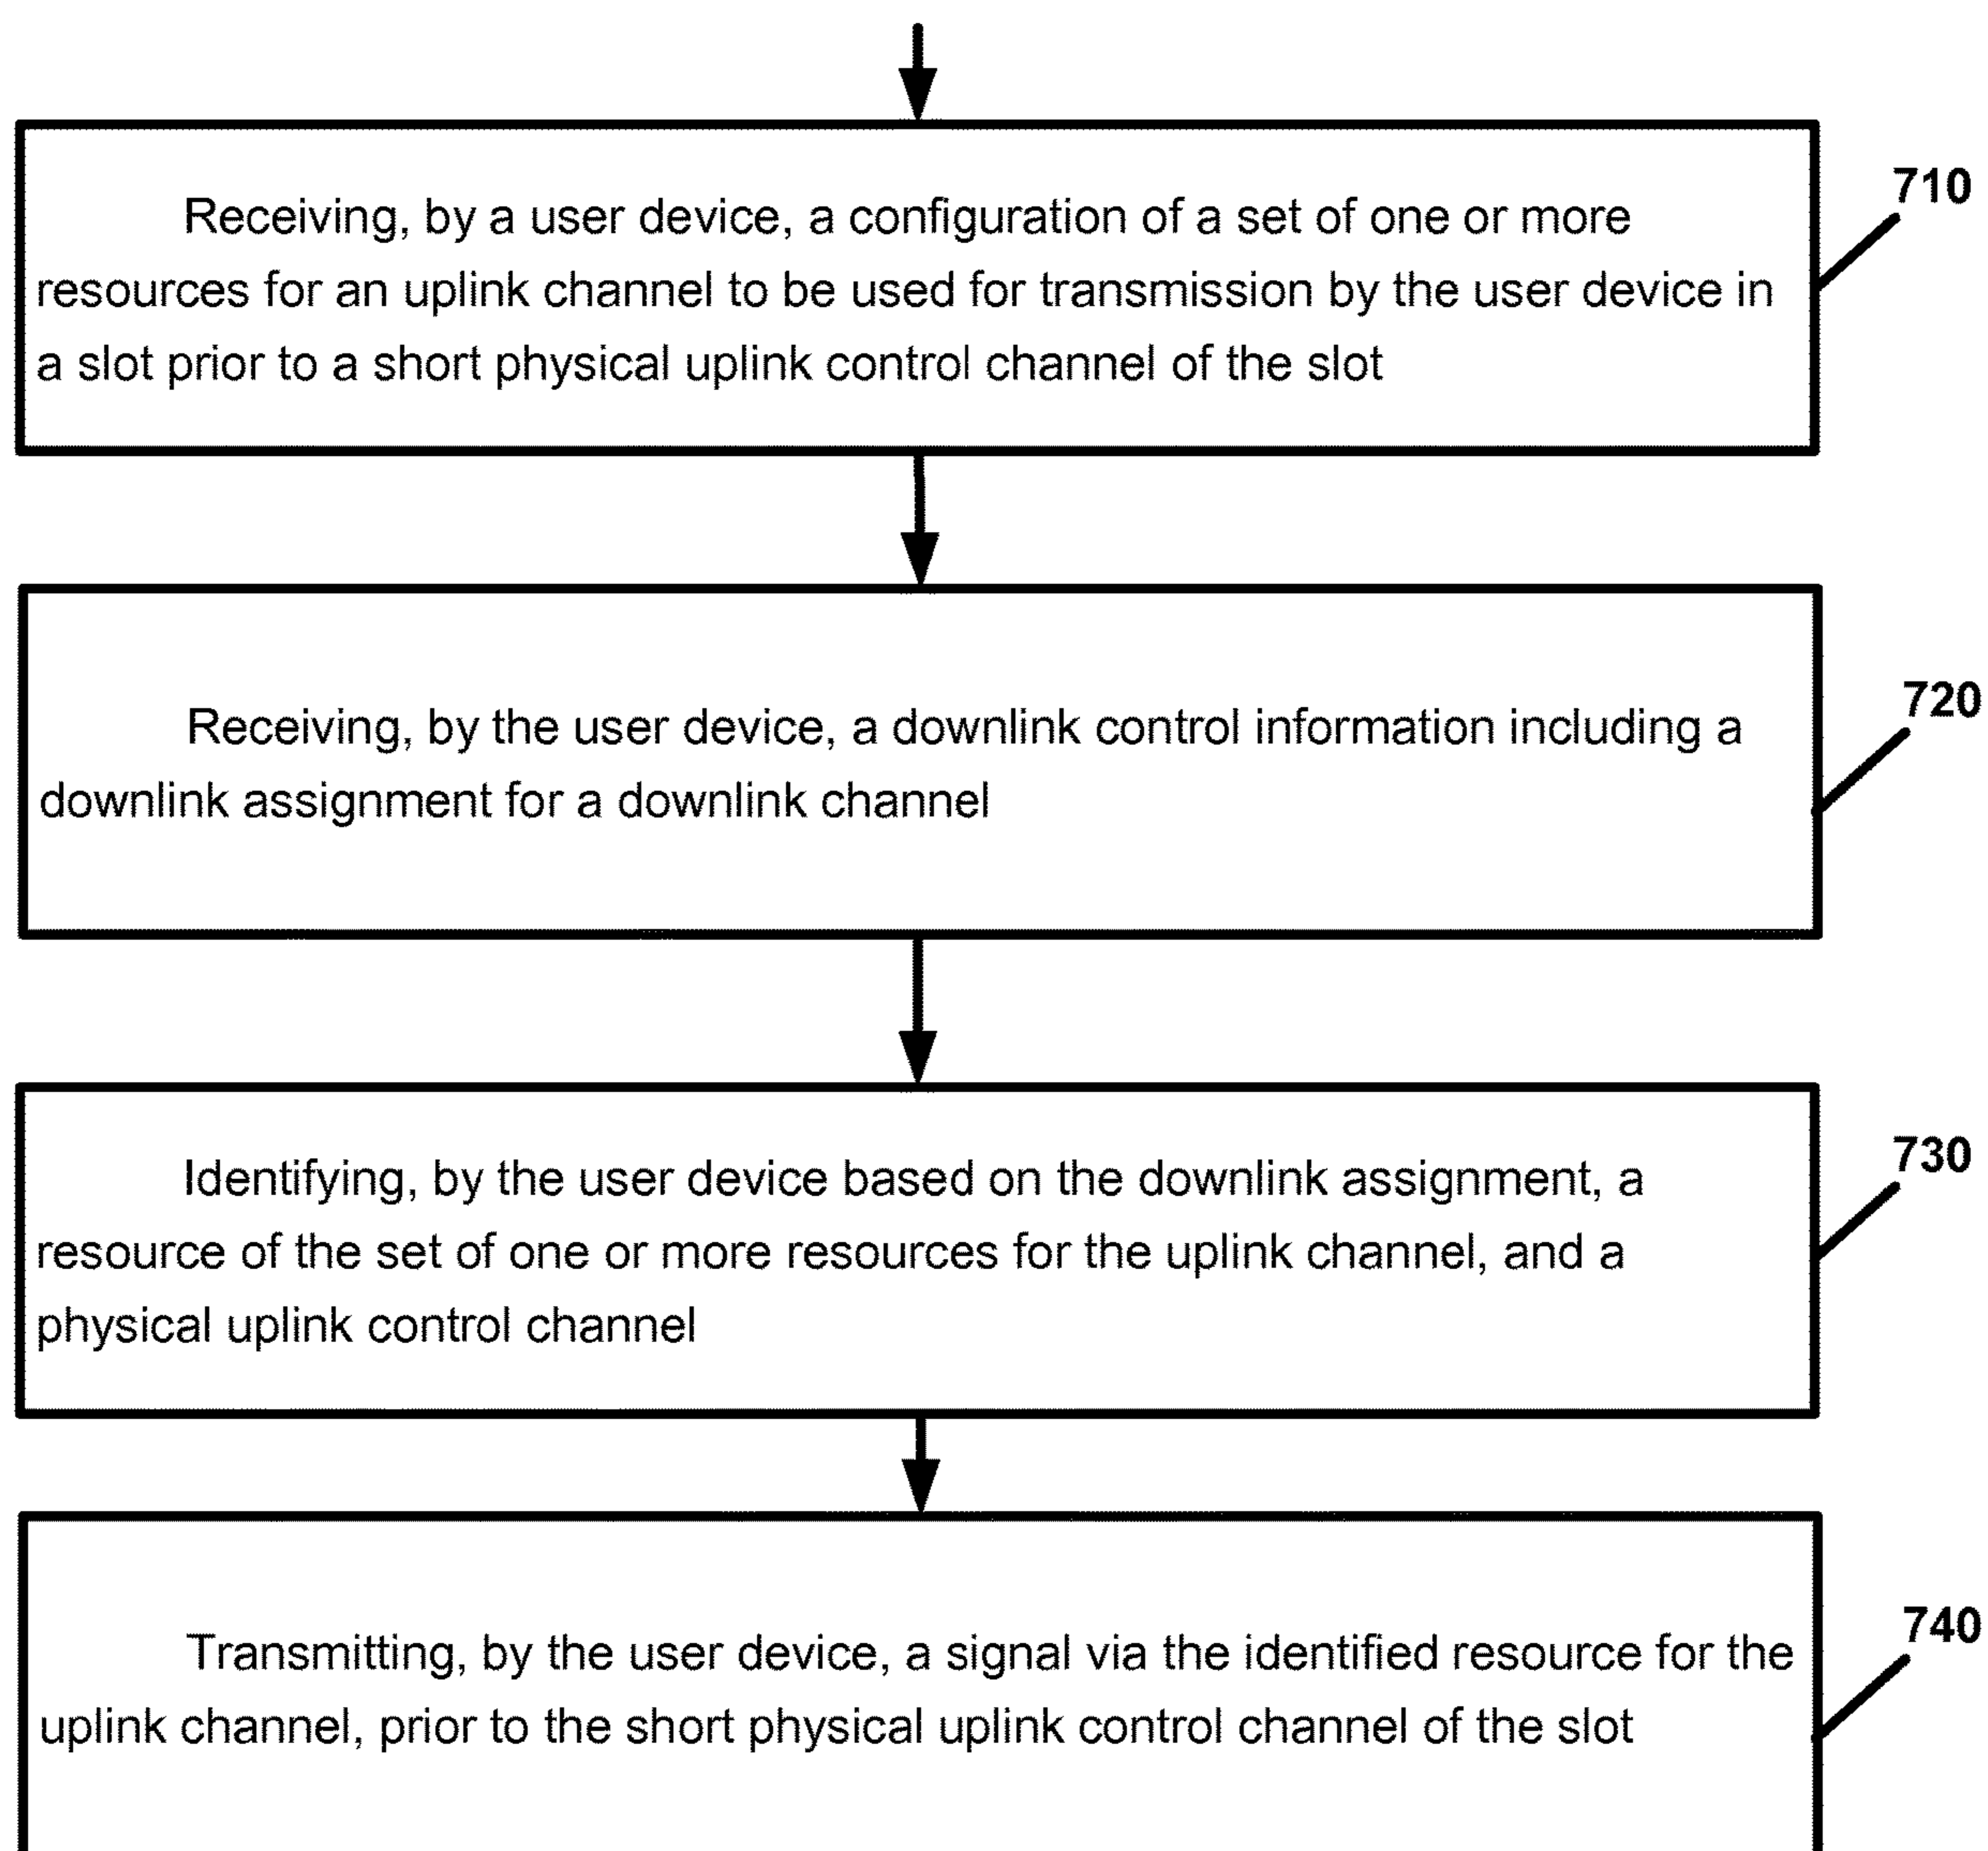 Receiving, by a user device, a configuration of a set of one or more
resources for an uplink channel to be used for transmission by the user device in
a slot prior to a short physical uplink control channel of the slot
710
Receiving, by the user device, a downlink control information including a
downlink assignment for a downlink channel
720
Identifying, by the user device based on the downlink assignment, a
resource of the set of one or more resources for the uplink channel, and a
physical uplink control channel
730
Transmitting, by the user device, a signal via the identified resource for the
uplink channel, prior to the short physical uplink control channel of the slot
740